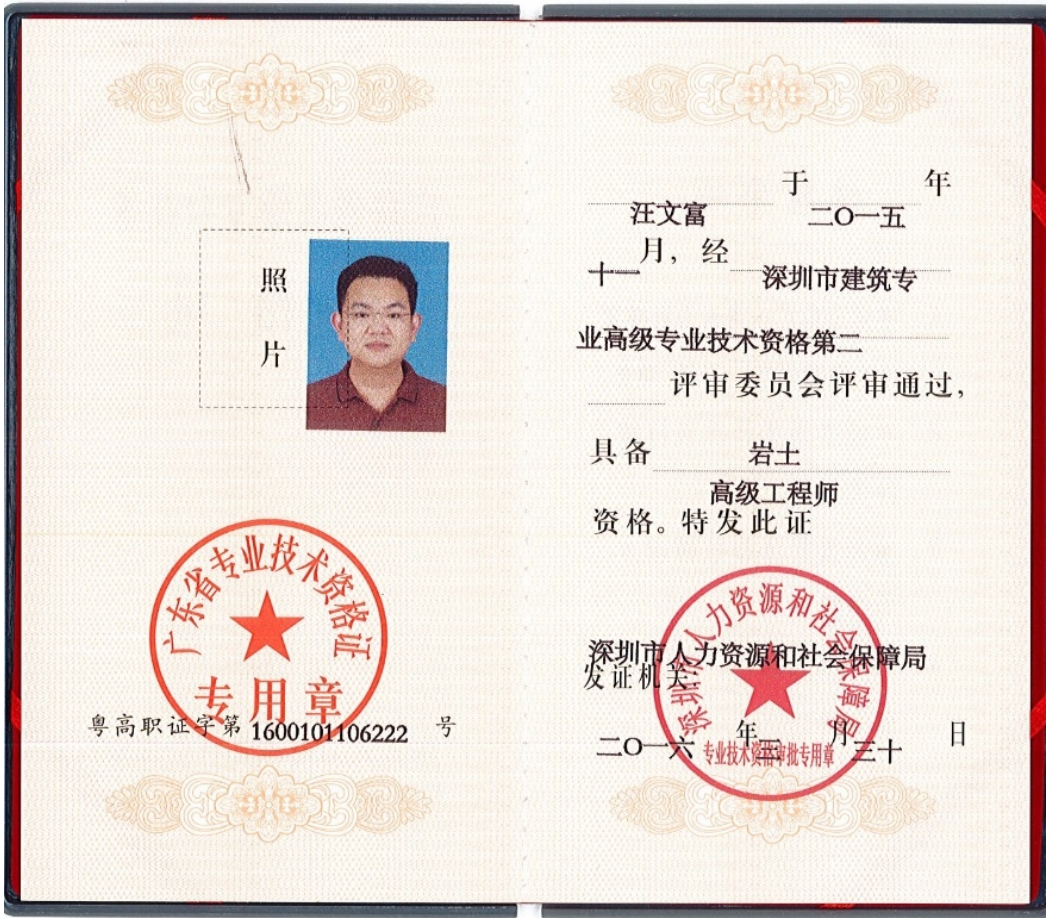 照
片
广东省专业技术资格证
专用章
粤高职证字第 1600101106222 号
汪文富 于 二〇一五 年
十一 月，经 深圳市建筑专
业高级专业技术资格第二
评审委员会评审通过，
具备 岩土
高级工程师
资格。特发此证
深圳市人力资源和社会保障局
深圳市人力资源和社会保障局
发证机关：
二〇一六 年 三 月 三十 日
专业技术资格审批专用章